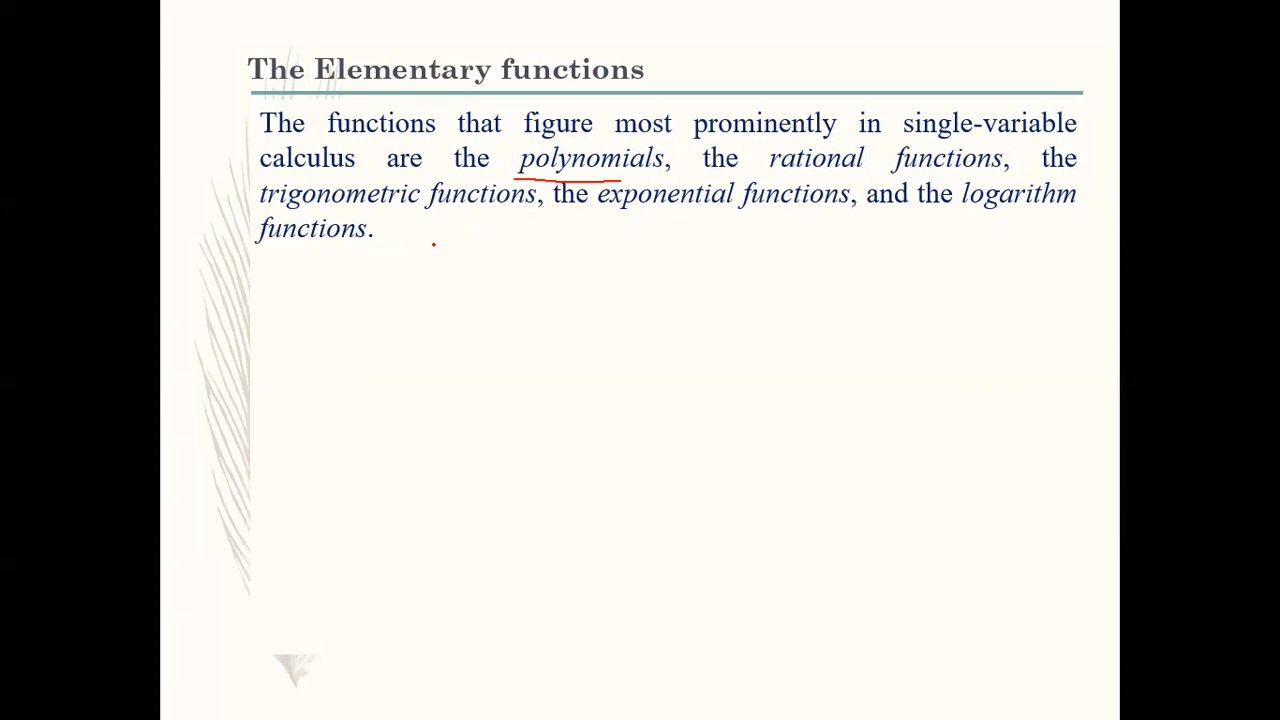 The Elementary functions
The functions that figure most prominently in single-variable
calculus are the polynomials, the rational functions, the
trigonometric functions, the exponential functions, and the logarithm
functions.